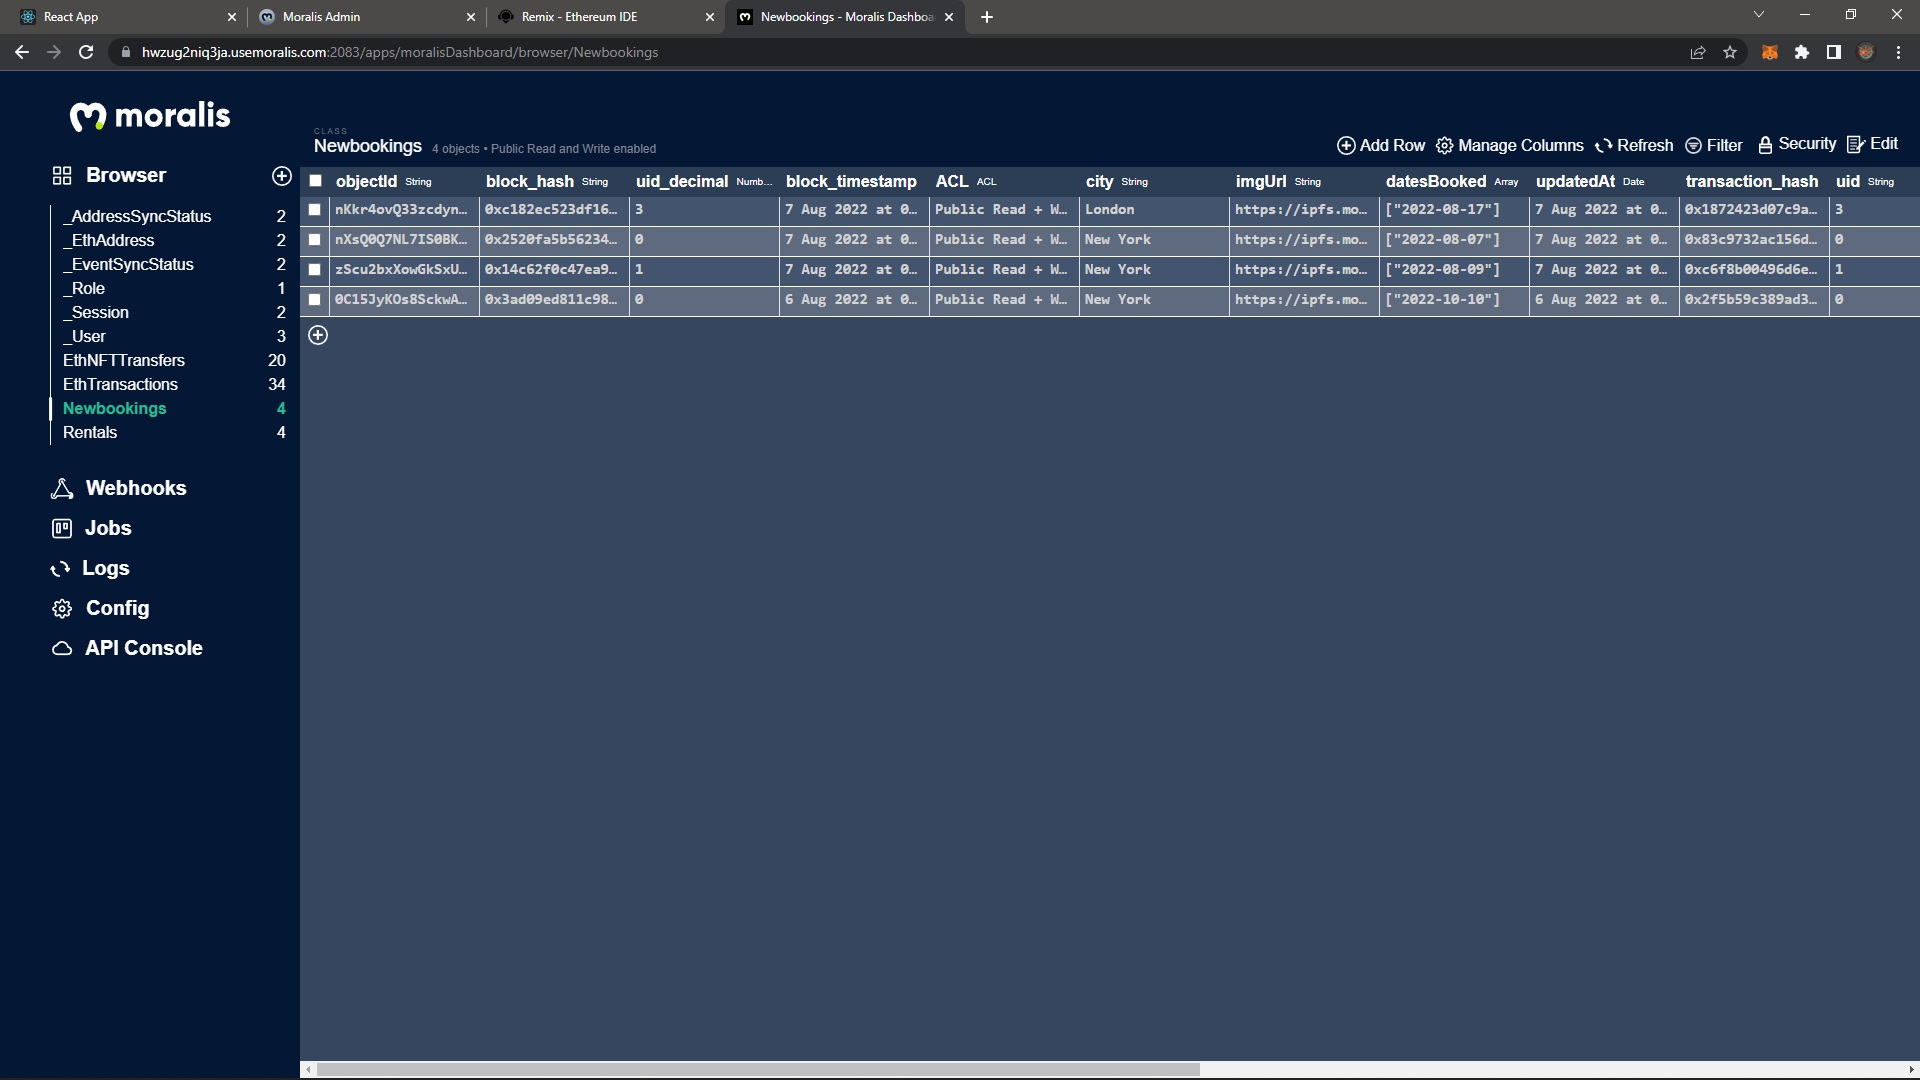 React App
Moralis Admin
Remix - Ethereum IDE
Newbookings - Moralis Dashboa
hwzug2niq3ja.usemoralis.com:2083/apps/moralisDashboard/browser/Newbookings
moralis
CLASS
Newbookings 4 objects • Public Read and Write enabled
Add Row Manage Columns Refresh Filter Security Edit
Browser
_AddressSyncStatus 2
_EthAddress 2
_EventSyncStatus 2
_Role 1
_Session 2
_User 3
EthNFTTransfers 20
EthTransactions 34
Newbookings 4
Rentals 4
Webhooks
Jobs
Logs
Config
API Console
objectId String block_hash String uid_decimal Numb... block_timestamp ACL ACL city String imgUrl String datesBooked Array updatedAt Date transaction_hash uid String
nKkr4ovQ33zcdyn… 0xc182ec523df16… 3 7 Aug 2022 at 0… Public Read + W… London https://ipfs.mo… ["2022-08-17"] 7 Aug 2022 at 0… 0x1872423d07c9a… 3
nXsQ0Q7NL7IS0BK… 0x2520fa5b56234… 0 7 Aug 2022 at 0… Public Read + W… New York https://ipfs.mo… ["2022-08-07"] 7 Aug 2022 at 0… 0x83c9732ac156d… 0
zScu2bxXowGkSxU… 0x14c62f0c47ea9… 1 7 Aug 2022 at 0… Public Read + W… New York https://ipfs.mo… ["2022-08-09"] 7 Aug 2022 at 0… 0xc6f8b00496d6e… 1
0C15JyKOs8SckwA… 0x3ad09ed811c98… 0 6 Aug 2022 at 0… Public Read + W… New York https://ipfs.mo… ["2022-10-10"] 6 Aug 2022 at 0… 0x2f5b59c389ad3… 0